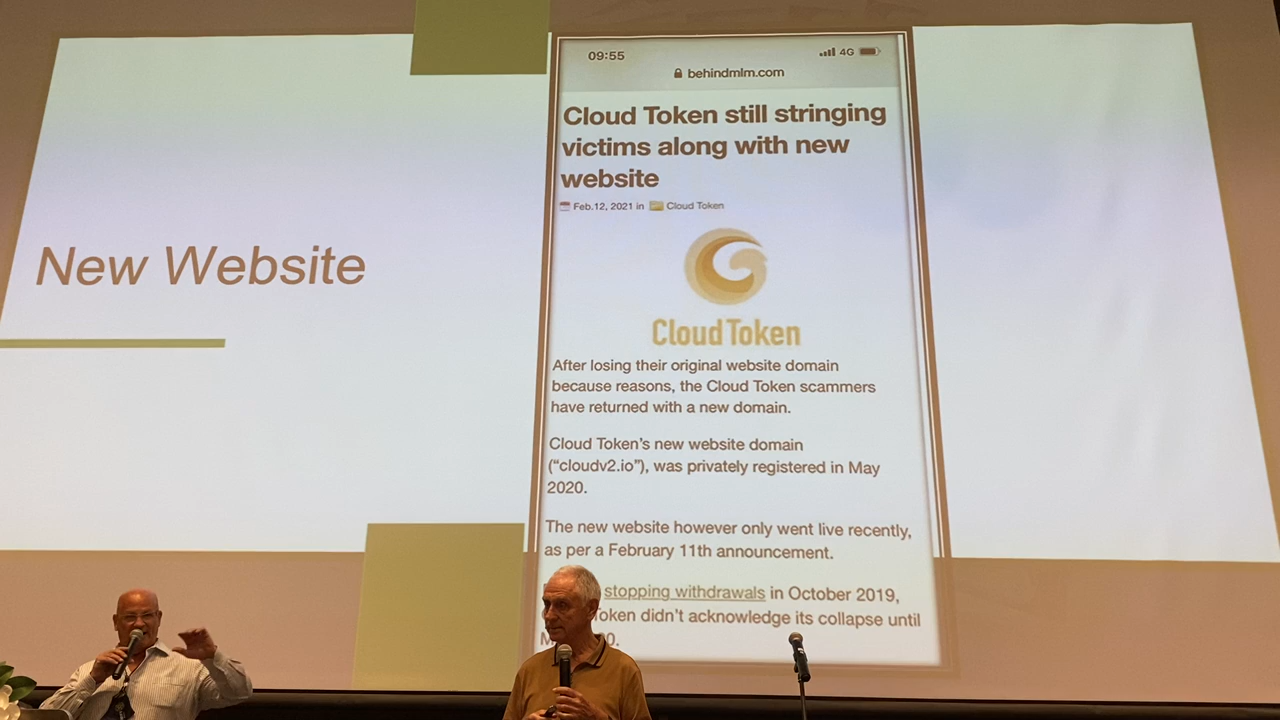 New Website
09:55
4G
behindmlm.com
Cloud Token still stringing
victims along with new
website
Feb.12, 2021 in Cloud Token
Cloud Token
After losing their original website domain
because reasons, the Cloud Token scammers
have returned with a new domain.
Cloud Token's new website domain
("cloudv2.io"), was privately registered in May
2020.
The new website however only went live recently,
as per a February 11th announcement.
stopping withdrawals in October 2019,
Token didn't acknowledge its collapse until